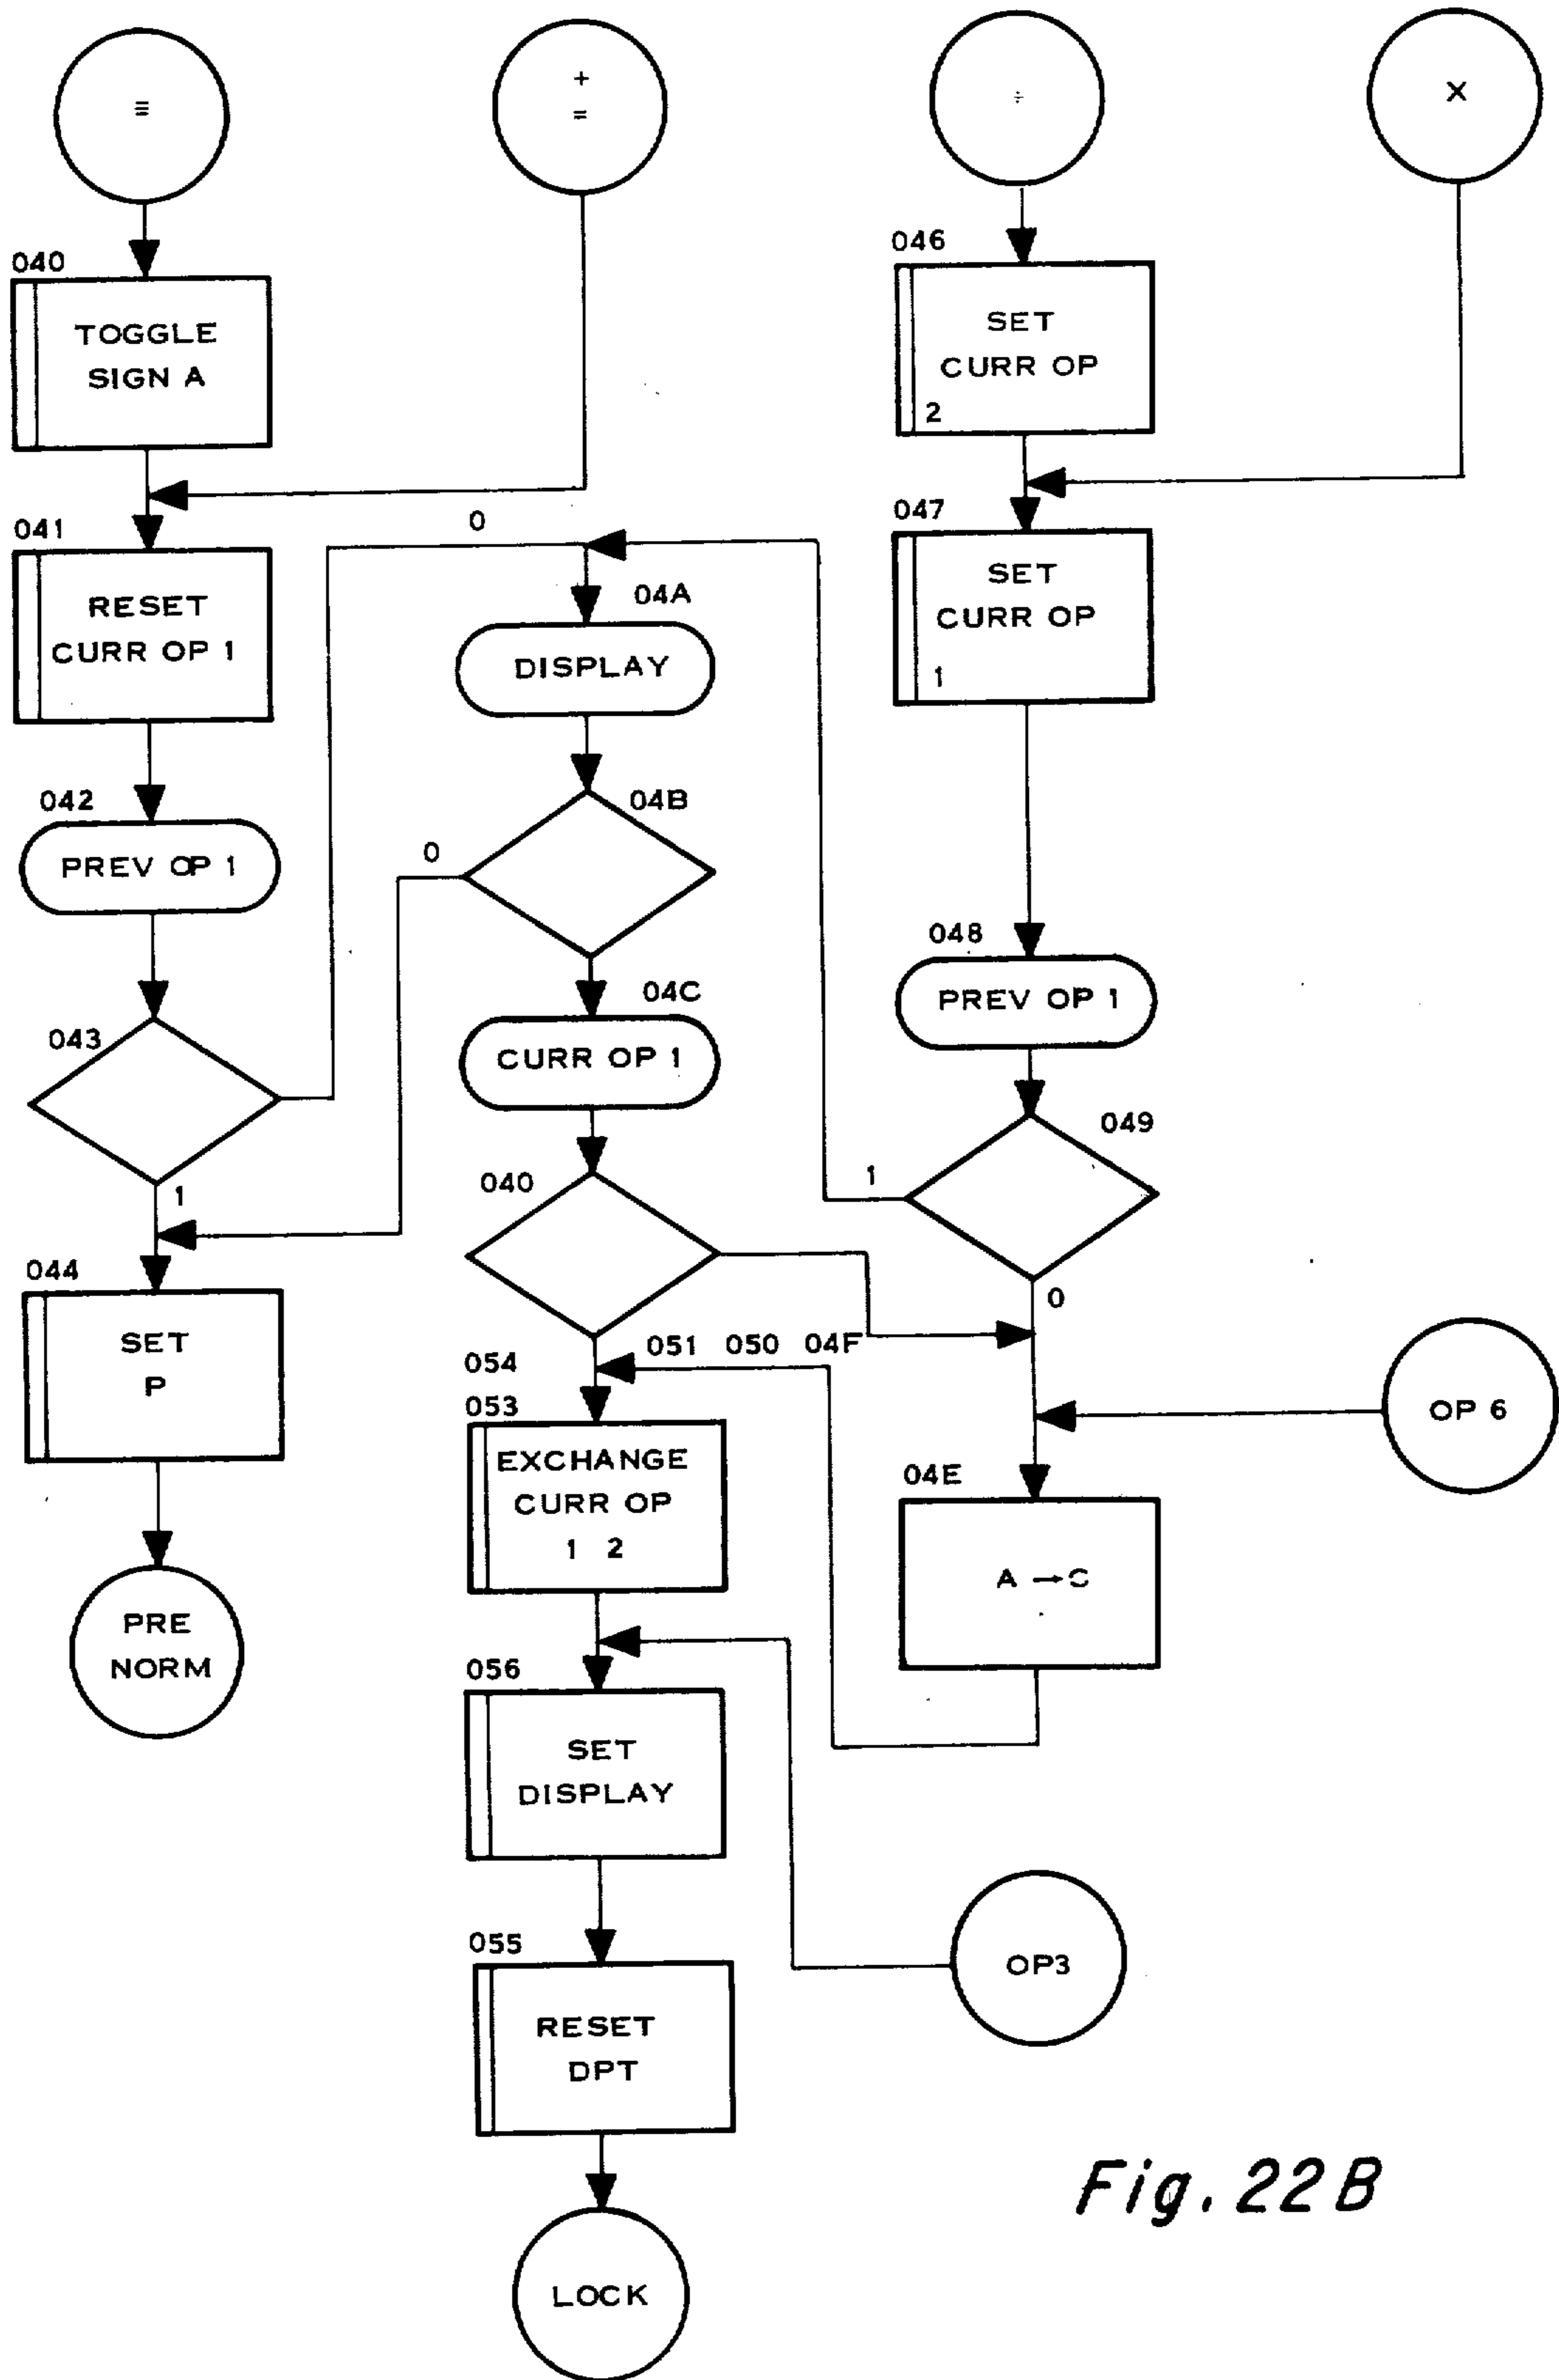 ≡
+
=
÷
X
040
TOGGLE
SIGN A
046
SET
CURR OP
2
041
RESET
CURR OP 1
0
047
SET
CURR OP
1
04A
DISPLAY
042
PREV OP 1
04B
0
048
PREV OP 1
043
1
04C
CURR OP 1
049
1
0
040
044
SET
P
051 050 04F
054
053
EXCHANGE
CURR OP
1 2
OP 6
04E
A → C
PRE
NORM
056
SET
DISPLAY
055
RESET
DPT
OP3
LOCK
Fig. 22B